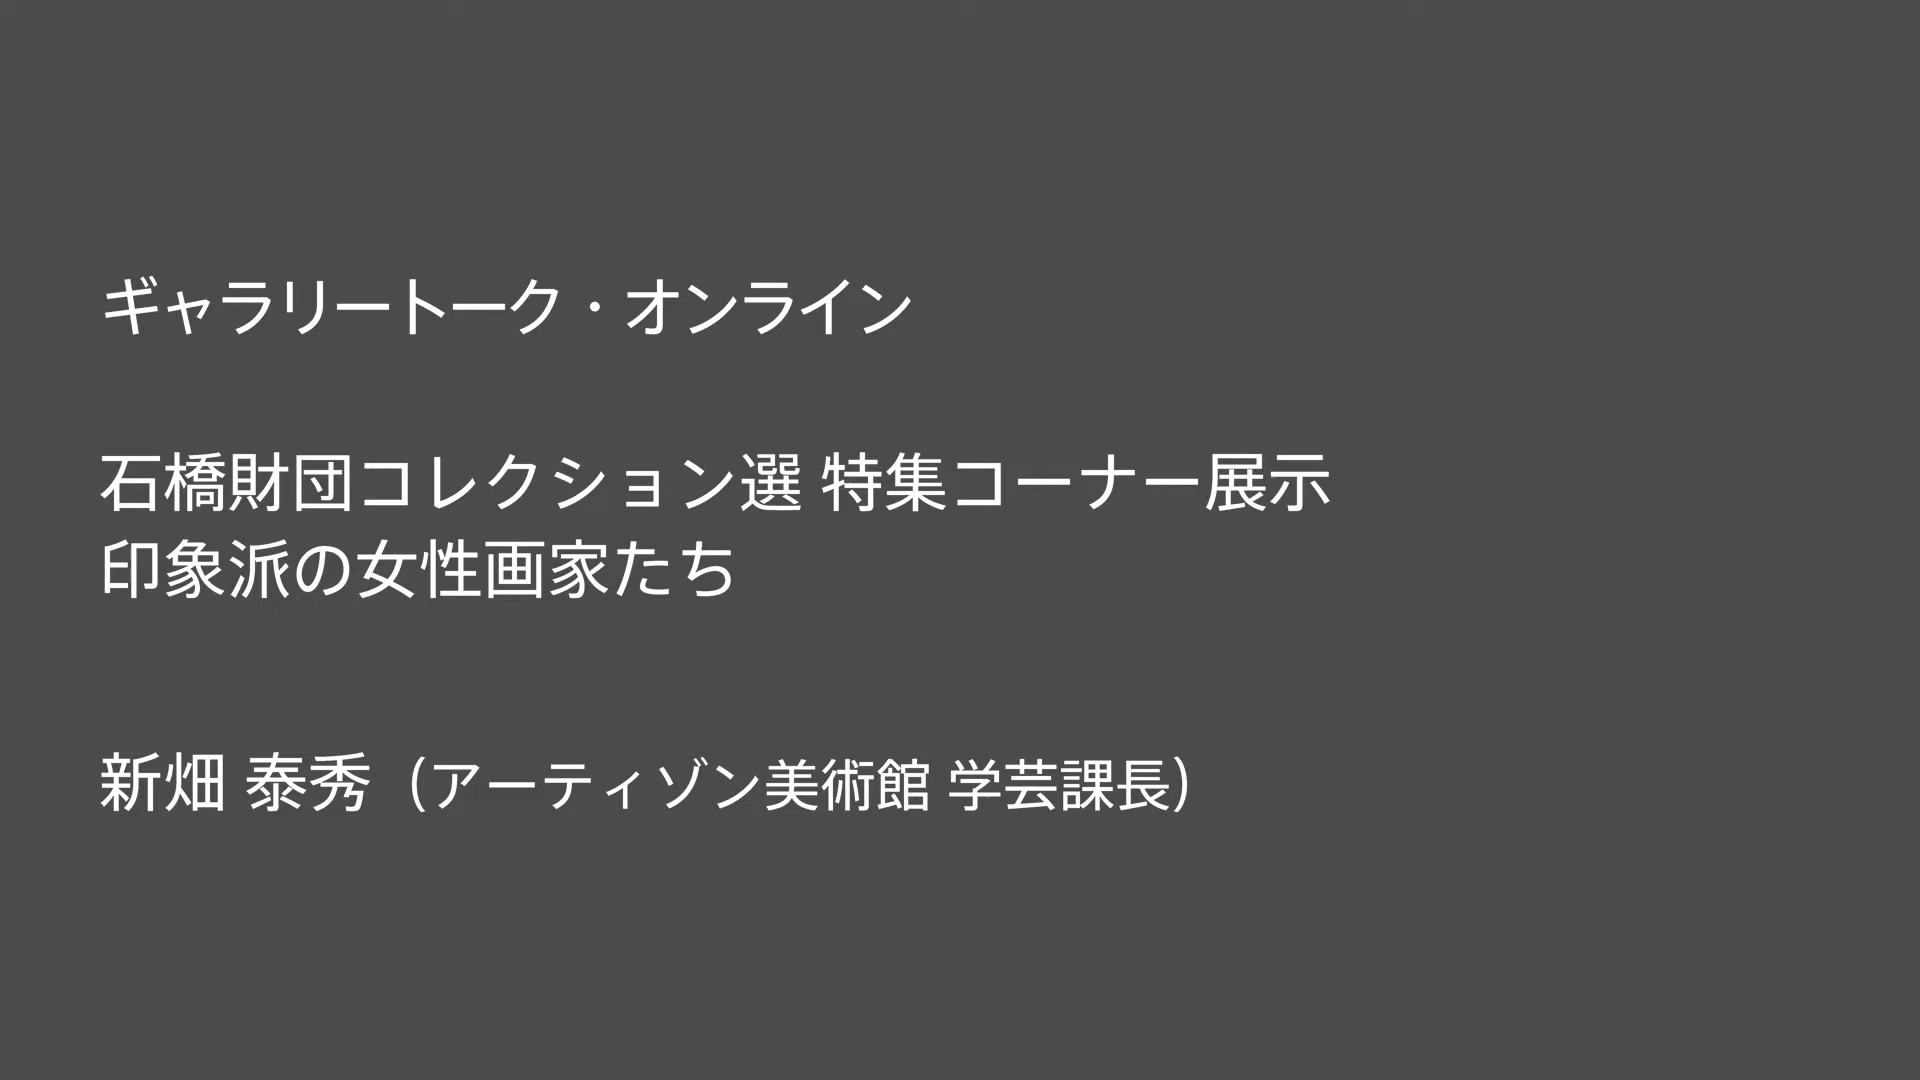 ギャラリートーク・オンライン
石橋財団コレクション選 特集コーナー展示
印象派の女性画家たち
新畑 泰秀（アーティゾン美術館 学芸課長）